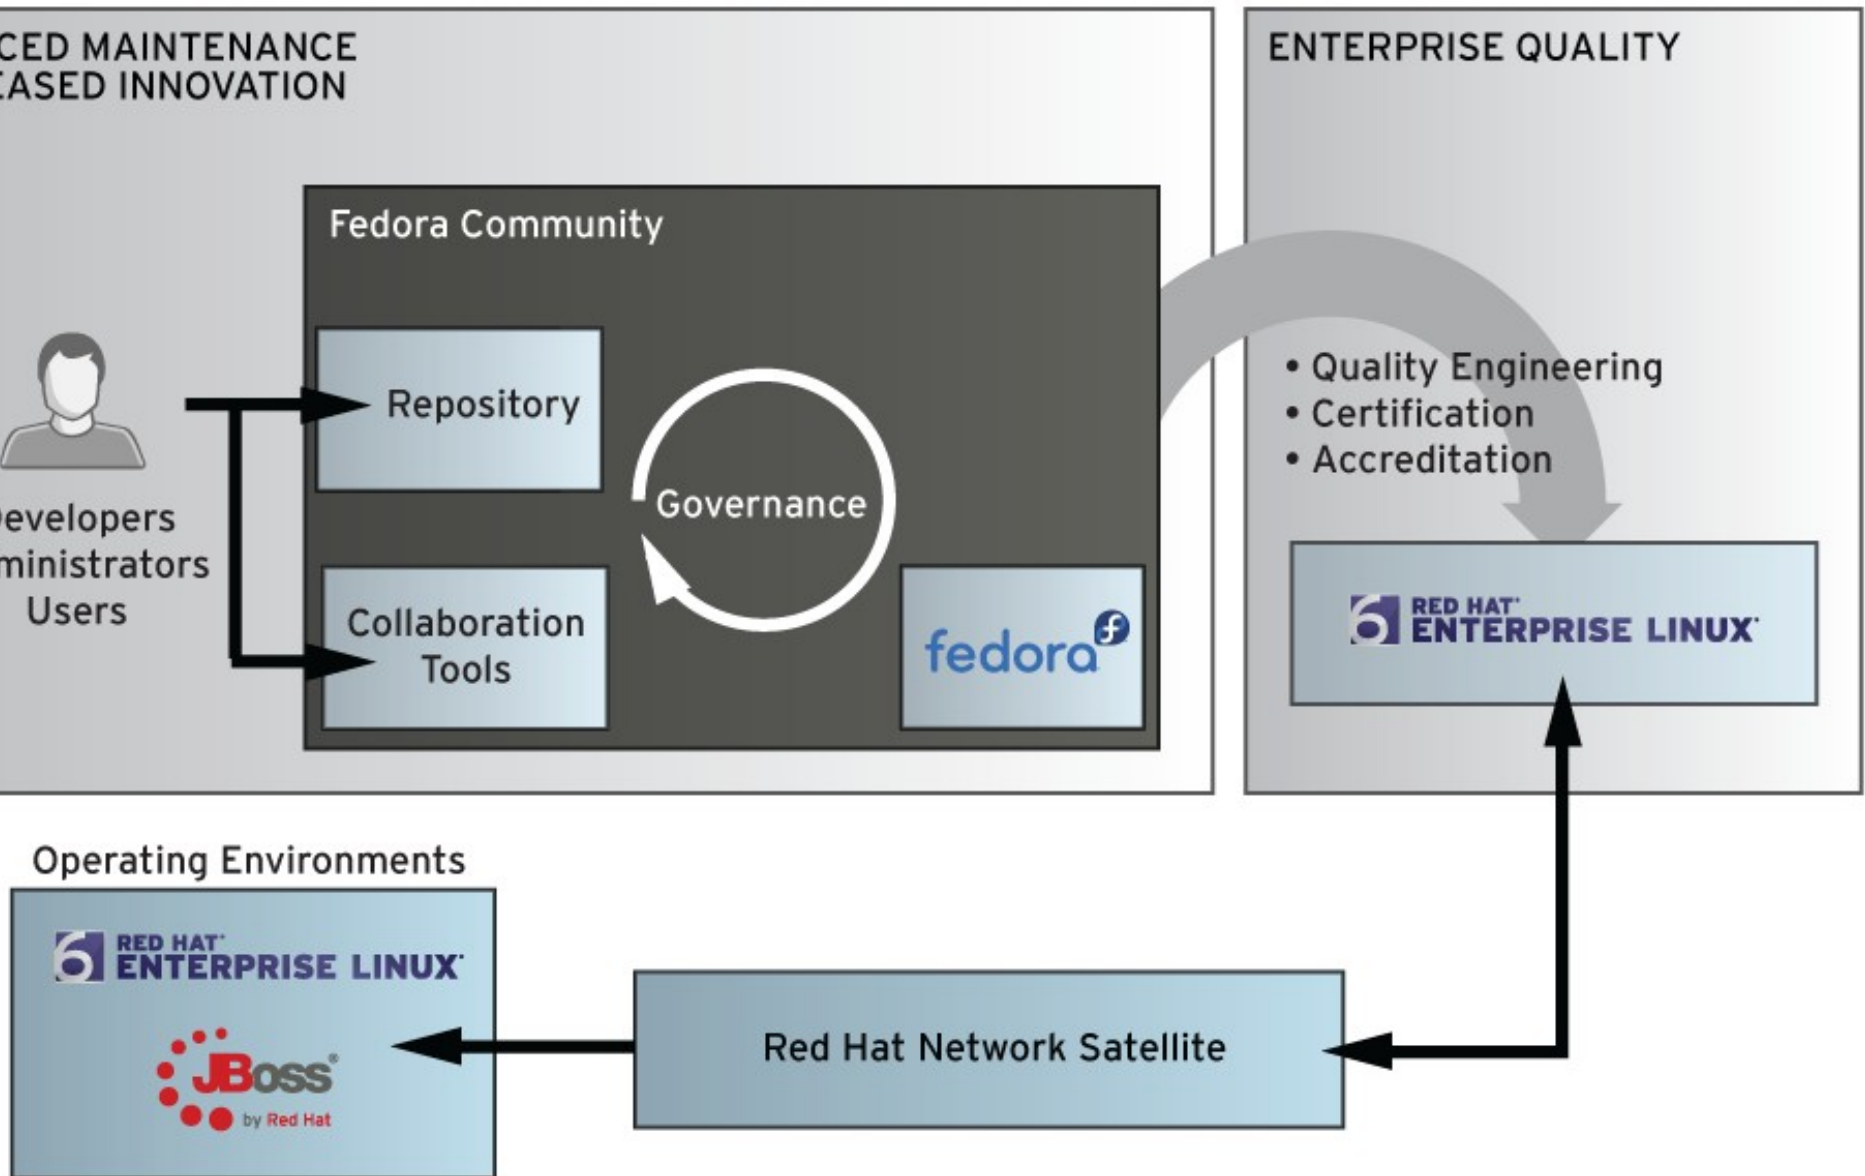 CED MAINTENANCE
EASED INNOVATION
ENTERPRISE QUALITY
Fedora Community
Repository
Governance
Collaboration
Tools
fedora
evelopers
ministrators
Users
• Quality Engineering
• Certification
• Accreditation
6 RED HAT
ENTERPRISE LINUX
Operating Environments
6 RED HAT
ENTERPRISE LINUX
JBoss®
by Red Hat
Red Hat Network Satellite